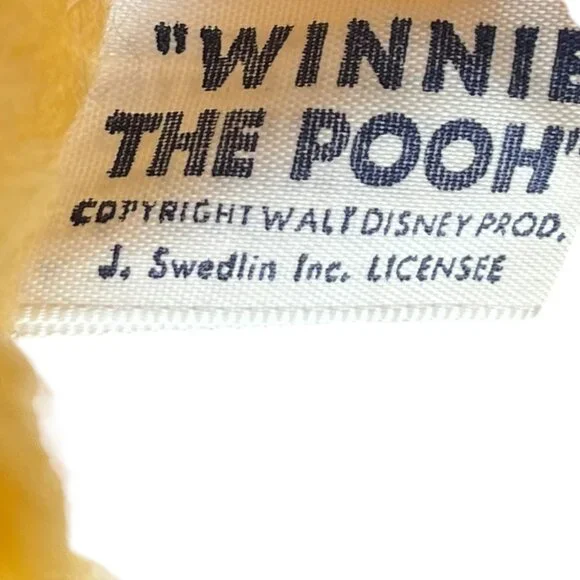 "WINNIE
THE POOH"
COPYRIGHT WALT DISNEY PROD.
J. Swedlin Inc. LICENSEE